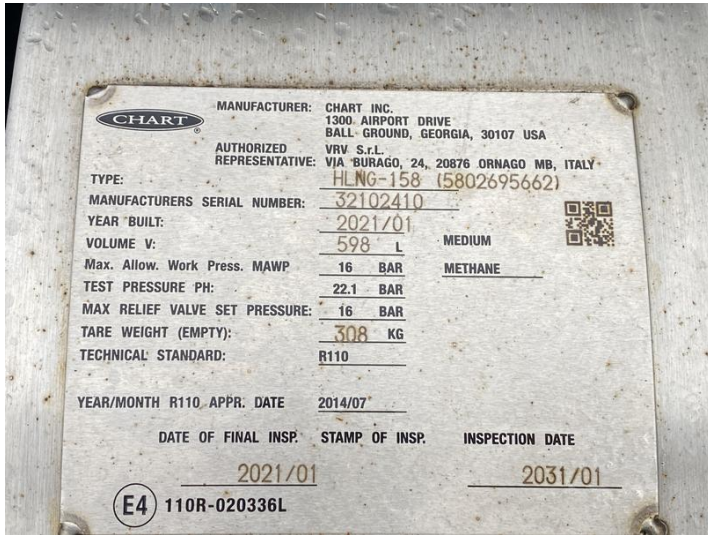 CHART ®
MANUFACTURER: CHART INC.
1300 AIRPORT DRIVE
BALL GROUND, GEORGIA, 30107 USA
AUTHORIZED REPRESENTATIVE: VRV S.r.L.
VIA BURAGO, 24, 20876 ORNAGO MB, ITALY
TYPE: HLNG-158 (5802695662)
MANUFACTURERS SERIAL NUMBER: 32102410
YEAR BUILT: 2021/01
VOLUME V: 598 L MEDIUM
Max. Allow. Work Press. MAWP 16 BAR METHANE
TEST PRESSURE PH: 22.1 BAR
MAX RELIEF VALVE SET PRESSURE: 16 BAR
TARE WEIGHT (EMPTY): 308 KG
TECHNICAL STANDARD: R110
YEAR/MONTH R110 APPR. DATE 2014/07
DATE OF FINAL INSP. STAMP OF INSP. INSPECTION DATE
2021/01 2031/01
E4 110R-020336L